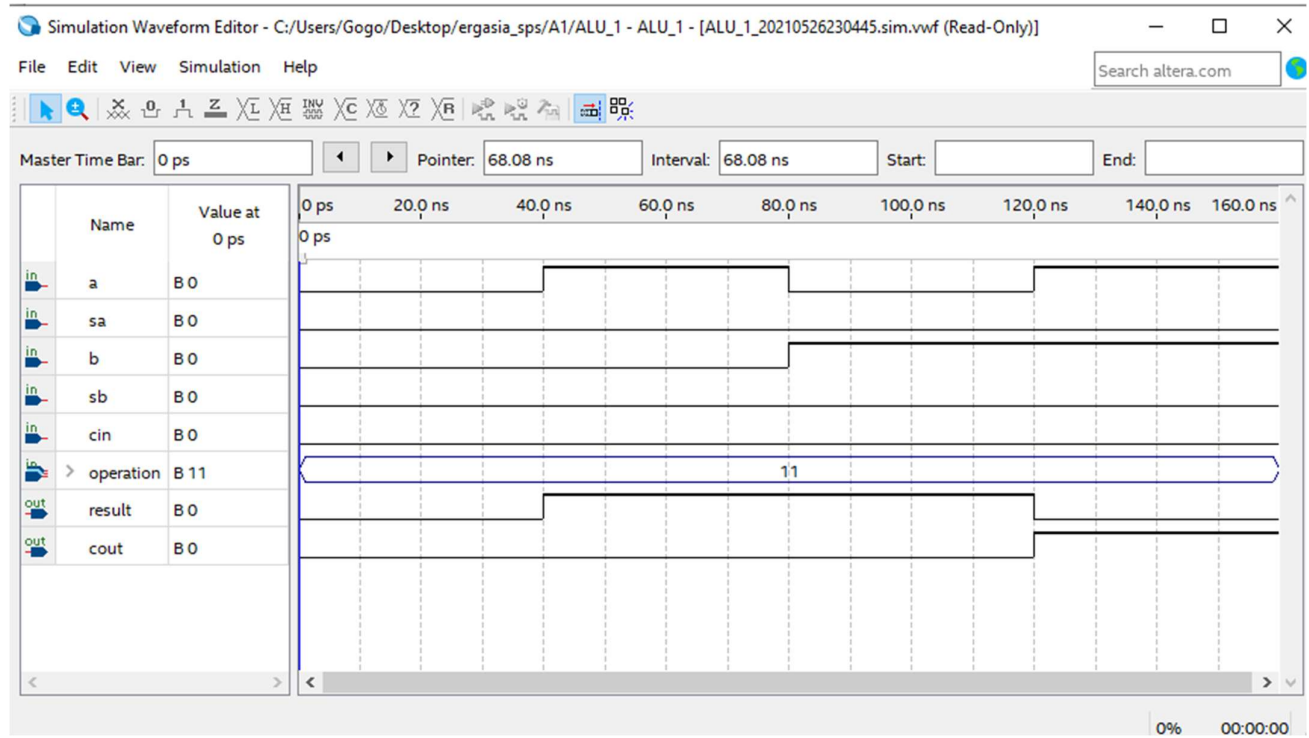 Simulation Waveform Editor - C:/Users/Gogo/Desktop/ergasia_sps/A1/ALU_1 - ALU_1 - [ALU_1_20210526230445.sim.vwf (Read-Only)]
File Edit View Simulation Help
Search altera.com
Master Time Bar: 0 ps Pointer: 68.08 ns Interval: 68.08 ns Start: End:
Name Value at 0 ps
0 ps 20.0 ns 40.0 ns 60.0 ns 80.0 ns 100.0 ns 120.0 ns 140.0 ns 160.0 ns
0 ps
in a B 0
in sa B 0
in b B 0
in sb B 0
in cin B 0
in > operation B 11 11
out result B 0
out cout B 0
0% 00:00:00